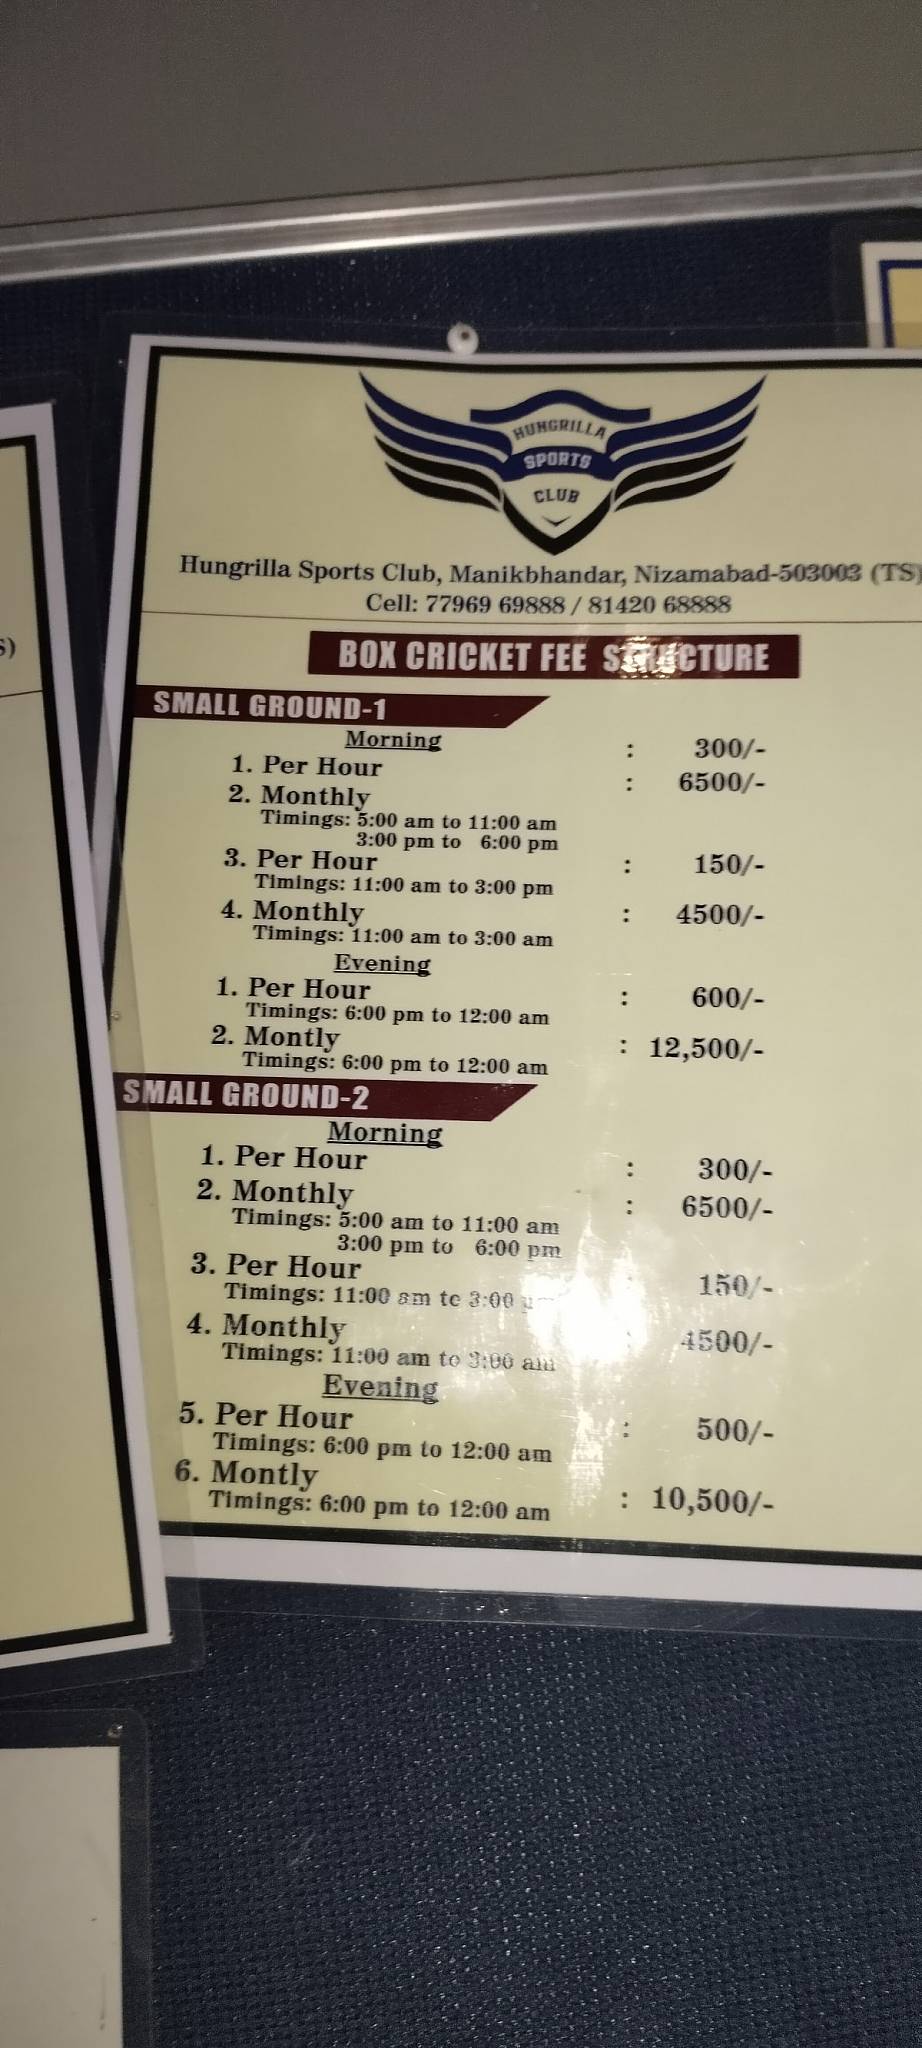 S)
HUNGRILLA
SPORTS
CLUB
Hungrilla Sports Club, Manikbhandar, Nizamabad-503003 (TS)
Cell: 77969 69888 / 81420 68888
BOX CRICKET FEE STRUCTURE
SMALL GROUND-1
Morning
1. Per Hour : 300/-
2. Monthly : 6500/-
Timings: 5:00 am to 11:00 am
3:00 pm to 6:00 pm
3. Per Hour : 150/-
Timings: 11:00 am to 3:00 pm
4. Monthly : 4500/-
Timings: 11:00 am to 3:00 am
Evening
1. Per Hour : 600/-
Timings: 6:00 pm to 12:00 am
2. Montly : 12,500/-
Timings: 6:00 pm to 12:00 am
SMALL GROUND-2
Morning
1. Per Hour : 300/-
2. Monthly : 6500/-
Timings: 5:00 am to 11:00 am
3:00 pm to 6:00 pm
3. Per Hour : 150/-
Timings: 11:00 am to 3:00
4. Monthly : 4500/-
Timings: 11:00 am to 3:00 am
Evening
5. Per Hour : 500/-
Timings: 6:00 pm to 12:00 am
6. Montly : 10,500/-
Timings: 6:00 pm to 12:00 am